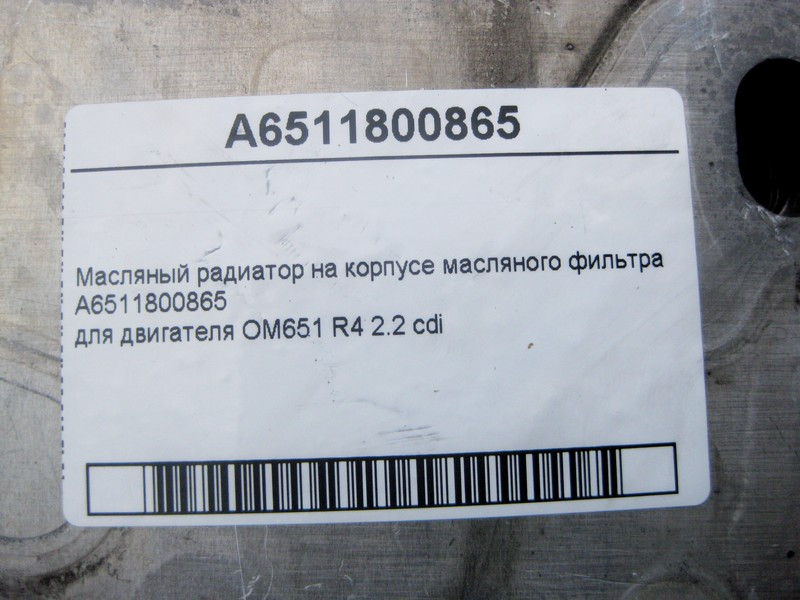 A6511800865
Масляный радиатор на корпусе масляного фильтра
A6511800865
для двигателя OM651 R4 2.2 cdi